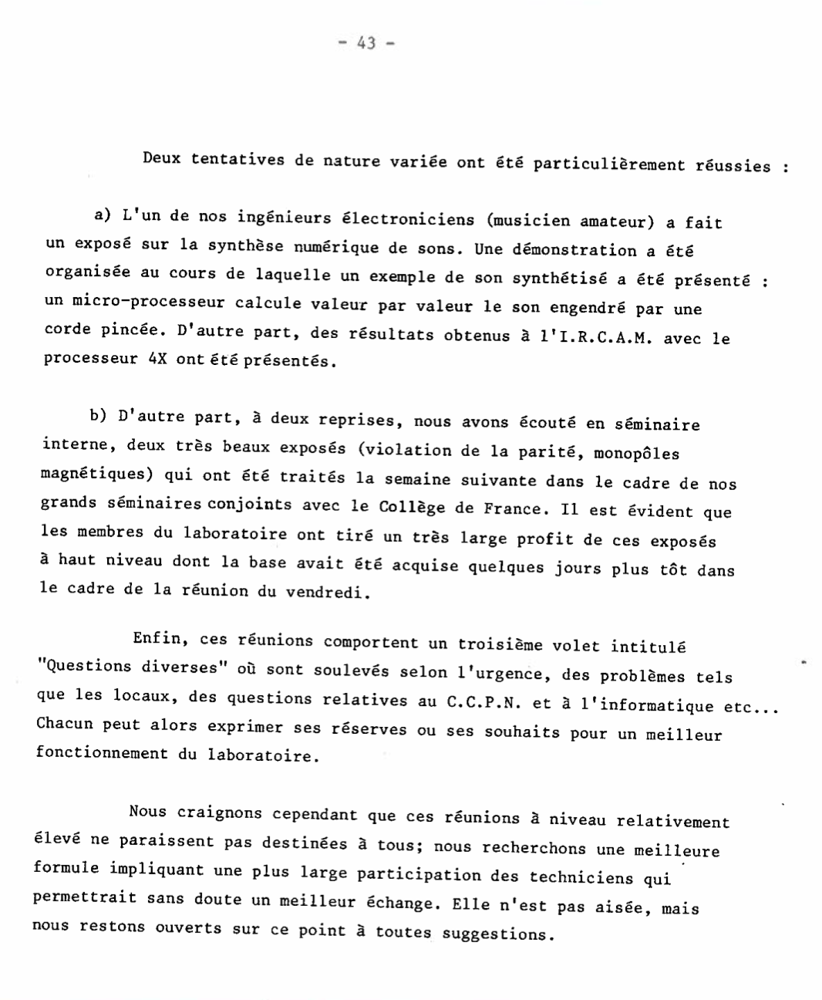 - 43 -
Deux tentatives de nature variée ont été particulièrement réussies :
a) L'un de nos ingénieurs électroniciens (musicien amateur) a fait
un exposé sur la synthèse numérique de sons. Une démonstration a été
organisée au cours de laquelle un exemple de son synthétisé a été présenté :
un micro-processeur calcule valeur par valeur le son engendré par une
corde pincée. D'autre part, des résultats obtenus à l'I.R.C.A.M. avec le
processeur 4X ont été présentés.
b) D'autre part, à deux reprises, nous avons écouté en séminaire
interne, deux très beaux exposés (violation de la parité, monopôles
magnétiques) qui ont été traités la semaine suivante dans le cadre de nos
grands séminaires conjoints avec le Collège de France. Il est évident que
les membres du laboratoire ont tiré un très large profit de ces exposés
à haut niveau dont la base avait été acquise quelques jours plus tôt dans
le cadre de la réunion du vendredi.
Enfin, ces réunions comportent un troisième volet intitulé
"Questions diverses" où sont soulevés selon l'urgence, des problèmes tels
que les locaux, des questions relatives au C.C.P.N. et à l'informatique etc...
Chacun peut alors exprimer ses réserves ou ses souhaits pour un meilleur
fonctionnement du laboratoire.
Nous craignons cependant que ces réunions à niveau relativement
élevé ne paraissent pas destinées à tous; nous recherchons une meilleure
formule impliquant une plus large participation des techniciens qui
permettrait sans doute un meilleur échange. Elle n'est pas aisée, mais
nous restons ouverts sur ce point à toutes suggestions.